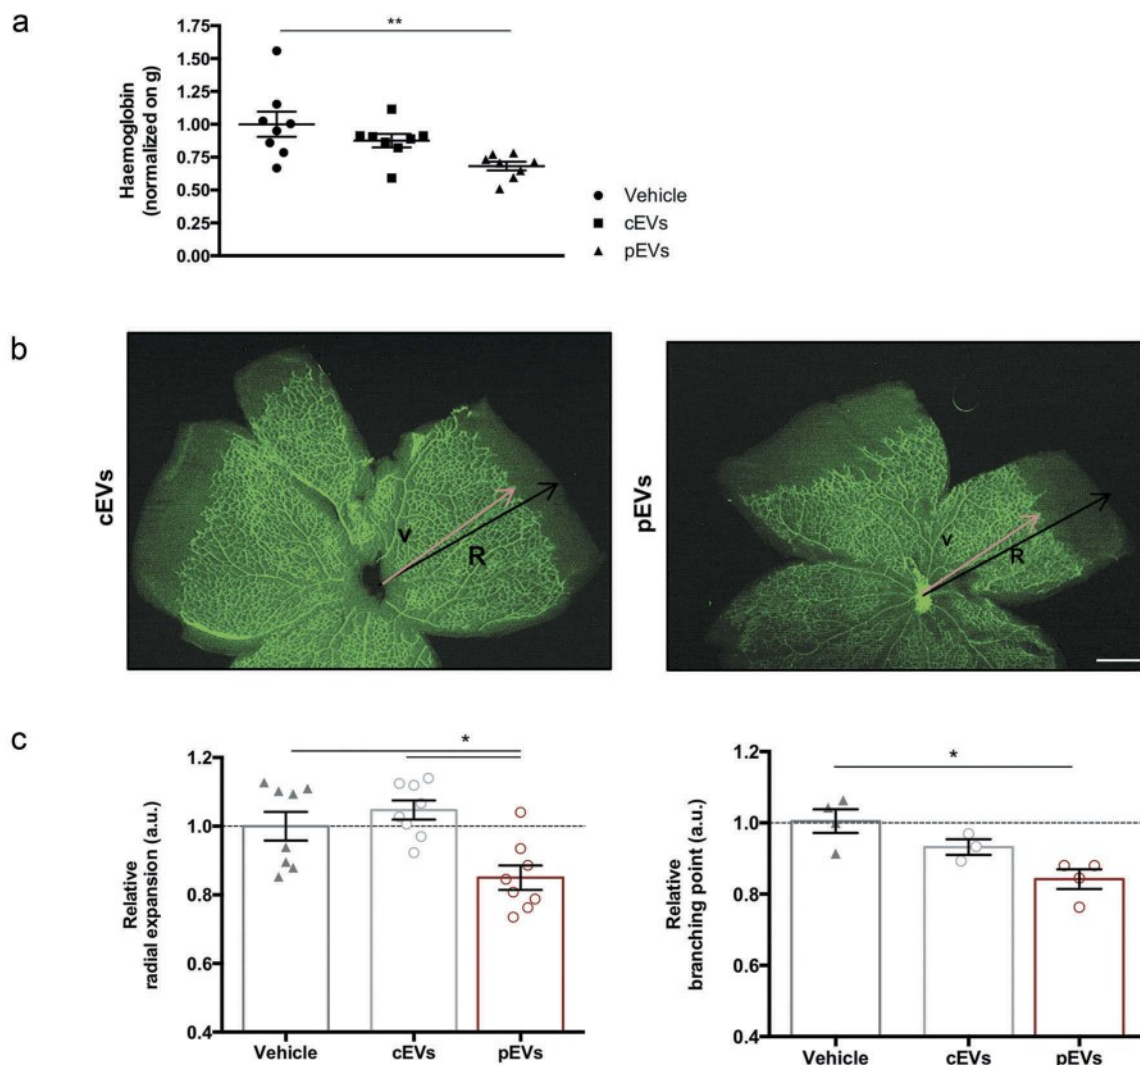 a
**
1.75
1.50
1.25
1.00
0.75
0.50
0.25
0.00
Haemoglobin
(normalized on g)
Vehicle
cEVs
pEVs
b
cEVs
v
R
pEVs
v
R
c
*
1.2
1.0
0.8
0.6
0.4
Relative
radial expansion (a.u.)
Vehicle
cEVs
pEVs
*
1.2
1.0
0.8
0.6
0.4
Relative
branching point (a.u.)
Vehicle
cEVs
pEVs